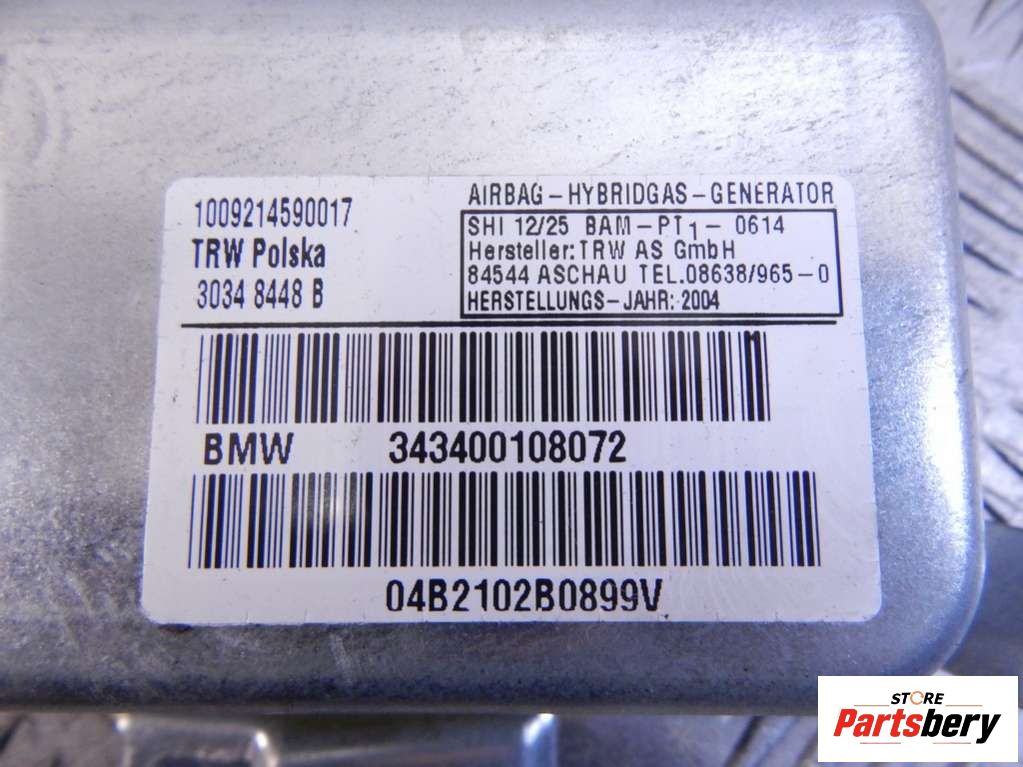 1009214590017
TRW Polska
3034 8448 B
AIRBAG-HYBRIDGAS-GENERATOR
SHI 12/25 BAM-PT1- 0614
Hersteller: TRW AS GmbH
84544 ASCHAU TEL.08638/965-0
HERSTELLUNGS-JAHR: 2004
BMW 343400108072
04B2102B0899V
STORE
Partsbery